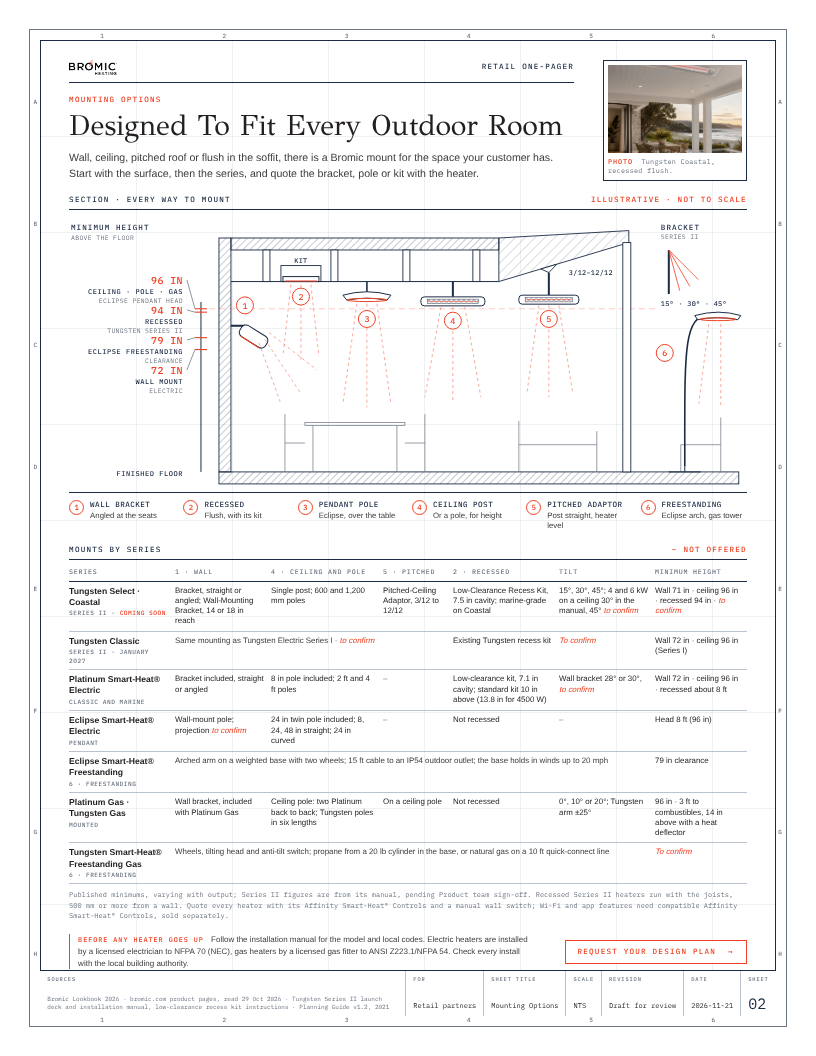 1 2 3 4 5 6
BROMIC
HEATING
RETAIL ONE-PAGER
MOUNTING OPTIONS
Designed To Fit Every Outdoor Room
Wall, ceiling, pitched roof or flush in the soffit, there is a Bromic mount for the space your customer has.
Start with the surface, then the series, and quote the bracket, pole or kit with the heater.
PHOTO Tungsten Coastal,
recessed flush.
SECTION · EVERY WAY TO MOUNT
ILLUSTRATIVE · NOT TO SCALE
MINIMUM HEIGHT
ABOVE THE FLOOR
96 IN
CEILING · POLE · GAS
ECLIPSE PENDANT HEAD
94 IN
RECESSED
TUNGSTEN SERIES II
79 IN
ECLIPSE FREESTANDING
CLEARANCE
72 IN
WALL MOUNT
ELECTRIC
FINISHED FLOOR
KIT
3/12–12/12
BRACKET
SERIES II
15° · 30° · 45°
1
2
3
4
5
6
1 WALL BRACKET
Angled at the seats
2 RECESSED
Flush, with its kit
3 PENDANT POLE
Eclipse, over the table
4 CEILING POST
Or a pole, for height
5 PITCHED ADAPTOR
Post straight, heater
level
6 FREESTANDING
Eclipse arch, gas tower
MOUNTS BY SERIES
– NOT OFFERED
SERIES 1 · WALL 4 · CEILING AND POLE 5 · PITCHED 2 · RECESSED TILT MINIMUM HEIGHT
Tungsten Select ·
Coastal
SERIES II · COMING SOON
Bracket, straight or
angled; Wall-Mounting
Bracket, 14 or 18 in
reach
Single post; 600 and 1,200
mm poles
Pitched-Ceiling
Adaptor, 3/12 to
12/12
Low-Clearance Recess Kit,
7.5 in cavity; marine-grade
on Coastal
15°, 30°, 45°; 4 and 6 kW
on a ceiling 30° in the
manual, 45° to confirm
Wall 71 in · ceiling 96 in
· recessed 94 in · to
confirm
Tungsten Classic
SERIES II · JANUARY
2027
Same mounting as Tungsten Electric Series I · to confirm
Existing Tungsten recess kit
To confirm
Wall 72 in · ceiling 96 in
(Series I)
Platinum Smart-Heat®
Electric
CLASSIC AND MARINE
Bracket included, straight
or angled
8 in pole included; 2 ft and 4
ft poles
–
Low-clearance kit, 7.1 in
cavity; standard kit 10 in
above (13.8 in for 4500 W)
Wall bracket 28° or 30°,
to confirm
Wall 72 in · ceiling 96 in
· recessed about 8 ft
Eclipse Smart-Heat®
Electric
PENDANT
Wall-mount pole;
projection to confirm
24 in twin pole included; 8,
24, 48 in straight; 24 in
curved
–
Not recessed
–
Head 8 ft (96 in)
Eclipse Smart-Heat®
Freestanding
6 · FREESTANDING
Arched arm on a weighted base with two wheels; 15 ft cable to an IP54 outdoor outlet; the base holds in winds up to 20 mph
79 in clearance
Platinum Gas ·
Tungsten Gas
MOUNTED
Wall bracket, included
with Platinum Gas
Ceiling pole: two Platinum
back to back; Tungsten poles
in six lengths
On a ceiling pole
Not recessed
0°, 10° or 20°; Tungsten
arm ±25°
96 in · 3 ft to
combustibles, 14 in
above with a heat
deflector
Tungsten Smart-Heat®
Freestanding Gas
6 · FREESTANDING
Wheels, tilting head and anti-tilt switch; propane from a 20 lb cylinder in the base, or natural gas on a 10 ft quick-connect line
To confirm
Published minimums, varying with output; Series II figures are from its manual, pending Product team sign-off. Recessed Series II heaters run with the joists,
500 mm or more from a wall. Quote every heater with its Affinity Smart-Heat® Controls and a manual wall switch; Wi-Fi and app features need compatible Affinity
Smart-Heat® Controls, sold separately.
BEFORE ANY HEATER GOES UP Follow the installation manual for the model and local codes. Electric heaters are installed
by a licensed electrician to NFPA 70 (NEC), gas heaters by a licensed gas fitter to ANSI Z223.1/NFPA 54. Check every install
with the local building authority.
REQUEST YOUR DESIGN PLAN →
SOURCES
Bromic Lookbook 2026 · bromic.com product pages, read 29 Oct 2026 · Tungsten Series II launch
deck and installation manual, low-clearance recess kit instructions · Planning Guide v1.2, 2021
FOR
Retail partners
SHEET TITLE
Mounting Options
SCALE
NTS
REVISION
Draft for review
DATE
2026-11-21
SHEET
02
1 2 3 4 5 6
A A
B B
C C
D D
E E
F F
G G
H H